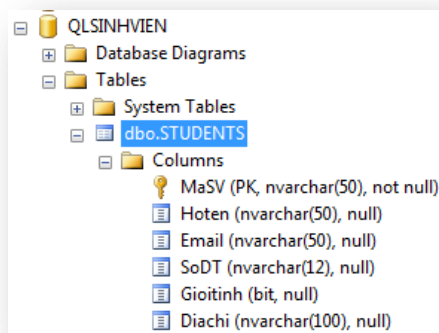 QLSINHVIEN
Database Diagrams
Tables
System Tables
dbo.STUDENTS
Columns
MaSV (PK, nvarchar(50), not null)
Hoten (nvarchar(50), null)
Email (nvarchar(50), null)
SoDT (nvarchar(12), null)
Gioitinh (bit, null)
Diachi (nvarchar(100), null)